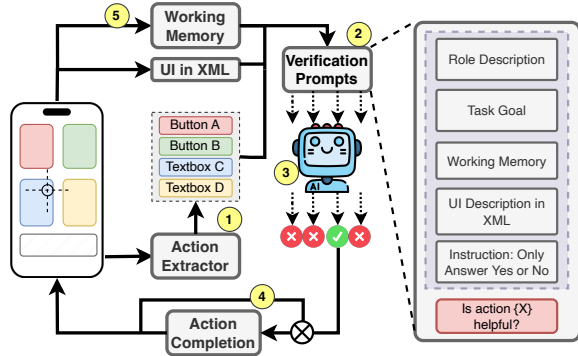 5
Working
Memory
UI in XML
2
Verification
Prompts
Button A
Button B
Textbox C
Textbox D
3
AI
1
Action
Extractor
4
Action
Completion
Role Description
Task Goal
Working Memory
UI Description in
XML
Instruction: Only
Answer Yes or No
Is action {X}
helpful?